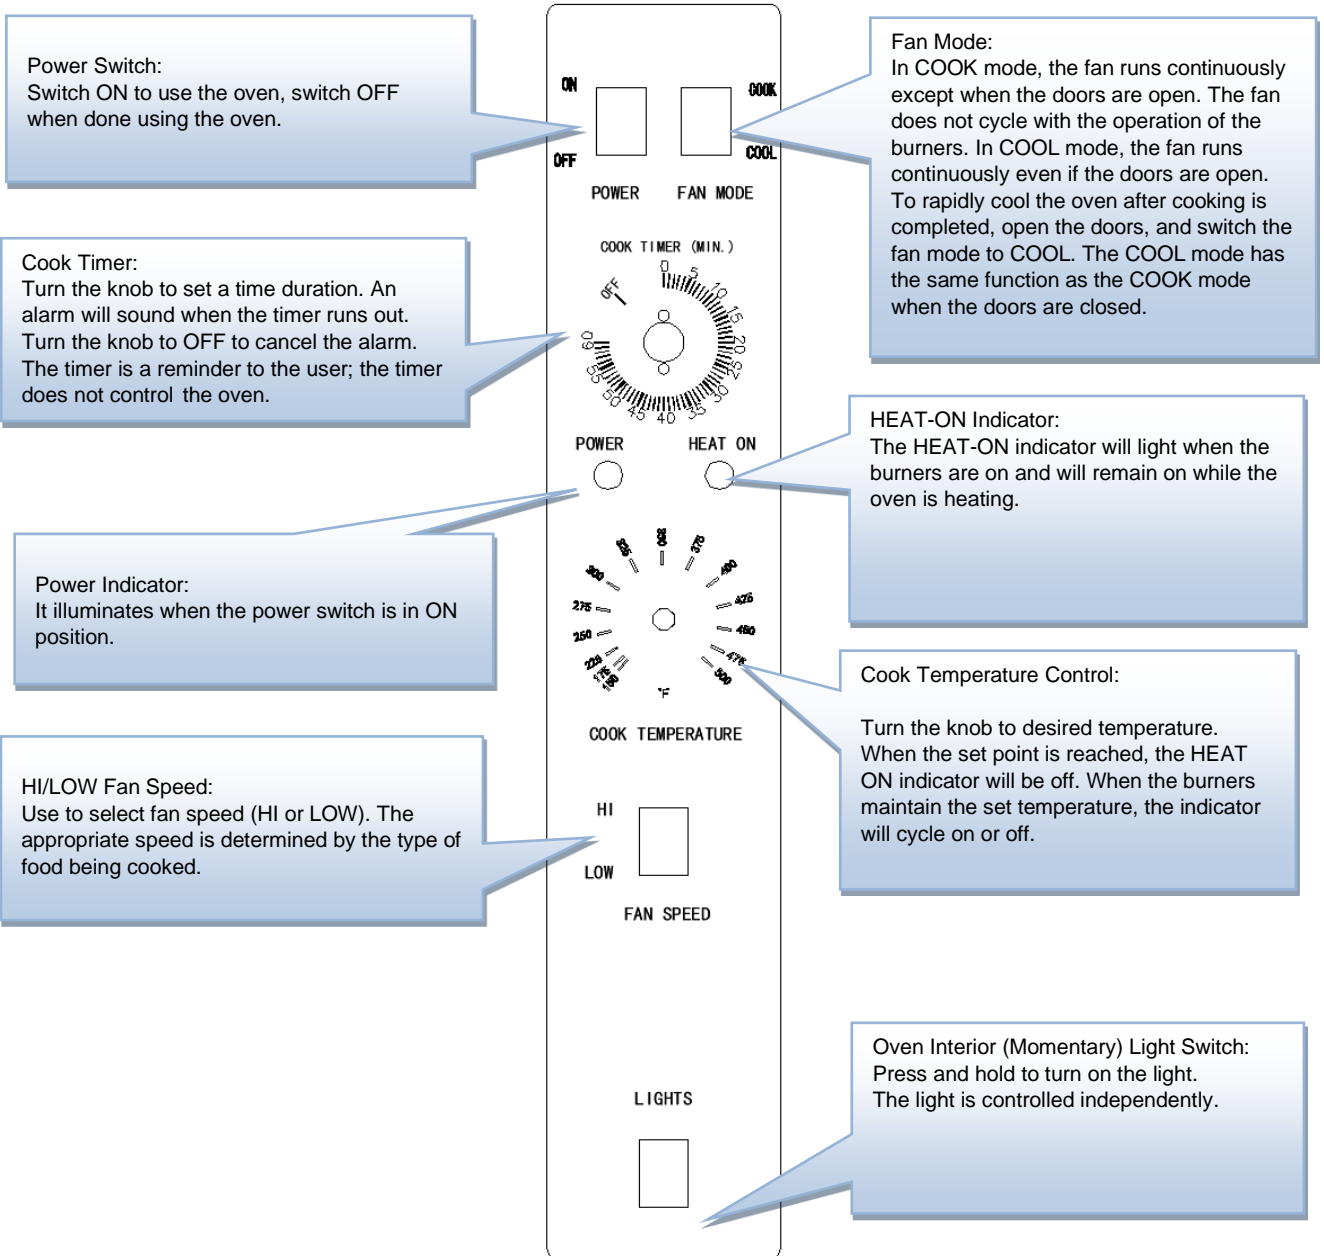 Power Switch:
Switch ON to use the oven, switch OFF
when done using the oven.
Fan Mode:
In COOK mode, the fan runs continuously
except when the doors are open. The fan
does not cycle with the operation of the
burners. In COOL mode, the fan runs
continuously even if the doors are open.
To rapidly cool the oven after cooking is
completed, open the doors, and switch the
fan mode to COOL. The COOL mode has
the same function as the COOK mode
when the doors are closed.
ON
OFF
POWER
COOK
COOL
FAN MODE
Cook Timer:
Turn the knob to set a time duration. An
alarm will sound when the timer runs out.
Turn the knob to OFF to cancel the alarm.
The timer is a reminder to the user; the timer
does not control the oven.
COOK TIMER (MIN.)
OFF
0
5
10
15
20
25
30
35
40
45
50
55
60
POWER
HEAT ON
HEAT-ON Indicator:
The HEAT-ON indicator will light when the
burners are on and will remain on while the
oven is heating.
Power Indicator:
It illuminates when the power switch is in ON
position.
150
175
225
250
275
300
325
350
375
400
425
450
475
500
°F
COOK TEMPERATURE
Cook Temperature Control:
Turn the knob to desired temperature.
When the set point is reached, the HEAT
ON indicator will be off. When the burners
maintain the set temperature, the indicator
will cycle on or off.
HI/LOW Fan Speed:
Use to select fan speed (HI or LOW). The
appropriate speed is determined by the type of
food being cooked.
HI
LOW
FAN SPEED
Oven Interior (Momentary) Light Switch:
Press and hold to turn on the light.
The light is controlled independently.
LIGHTS